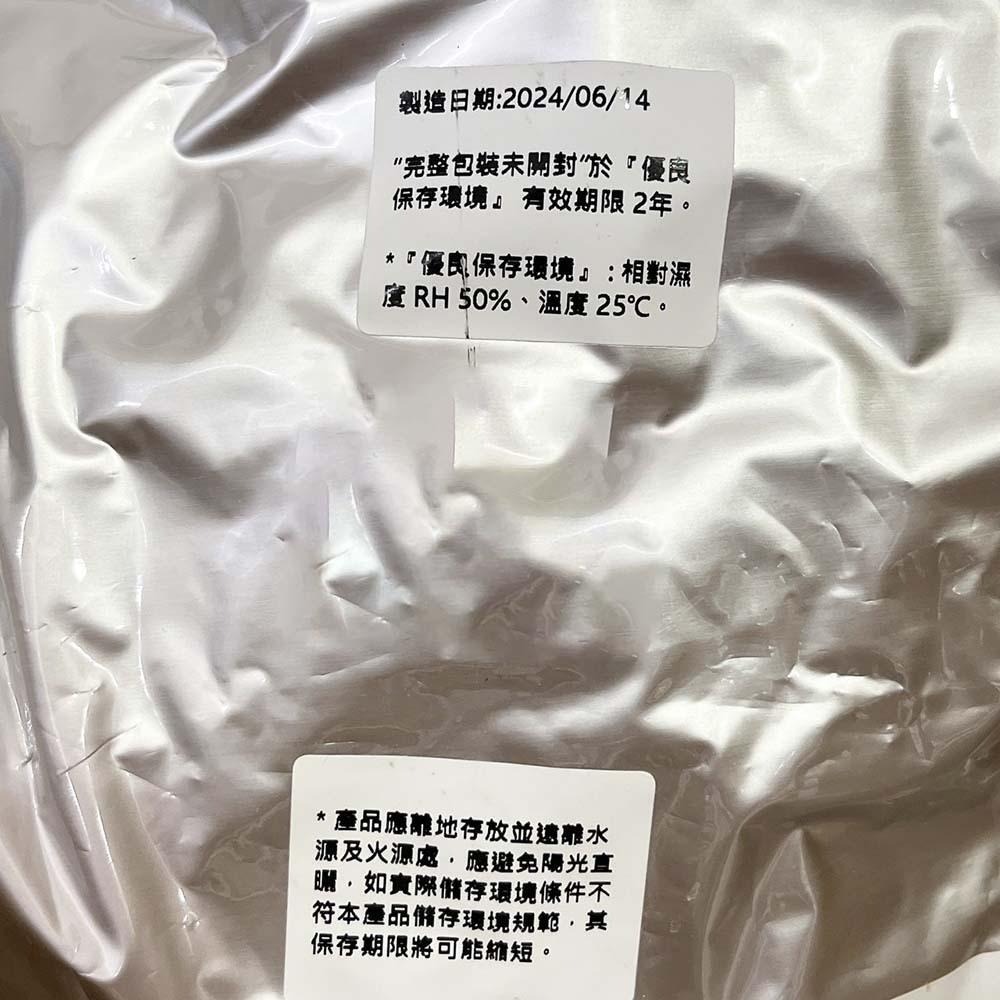 製造日期:2024/06/14
"完整包裝未開封"於『優良
保存環境』 有效期限 2年。
*『優良保存環境』:相對濕
度 RH 50%、溫度 25℃。
* 產品應離地存放並遠離水
源及火源處，應避免陽光直
曬，如實際儲存環境條件不
符本產品儲存環境規範，其
保存期限將可能縮短。